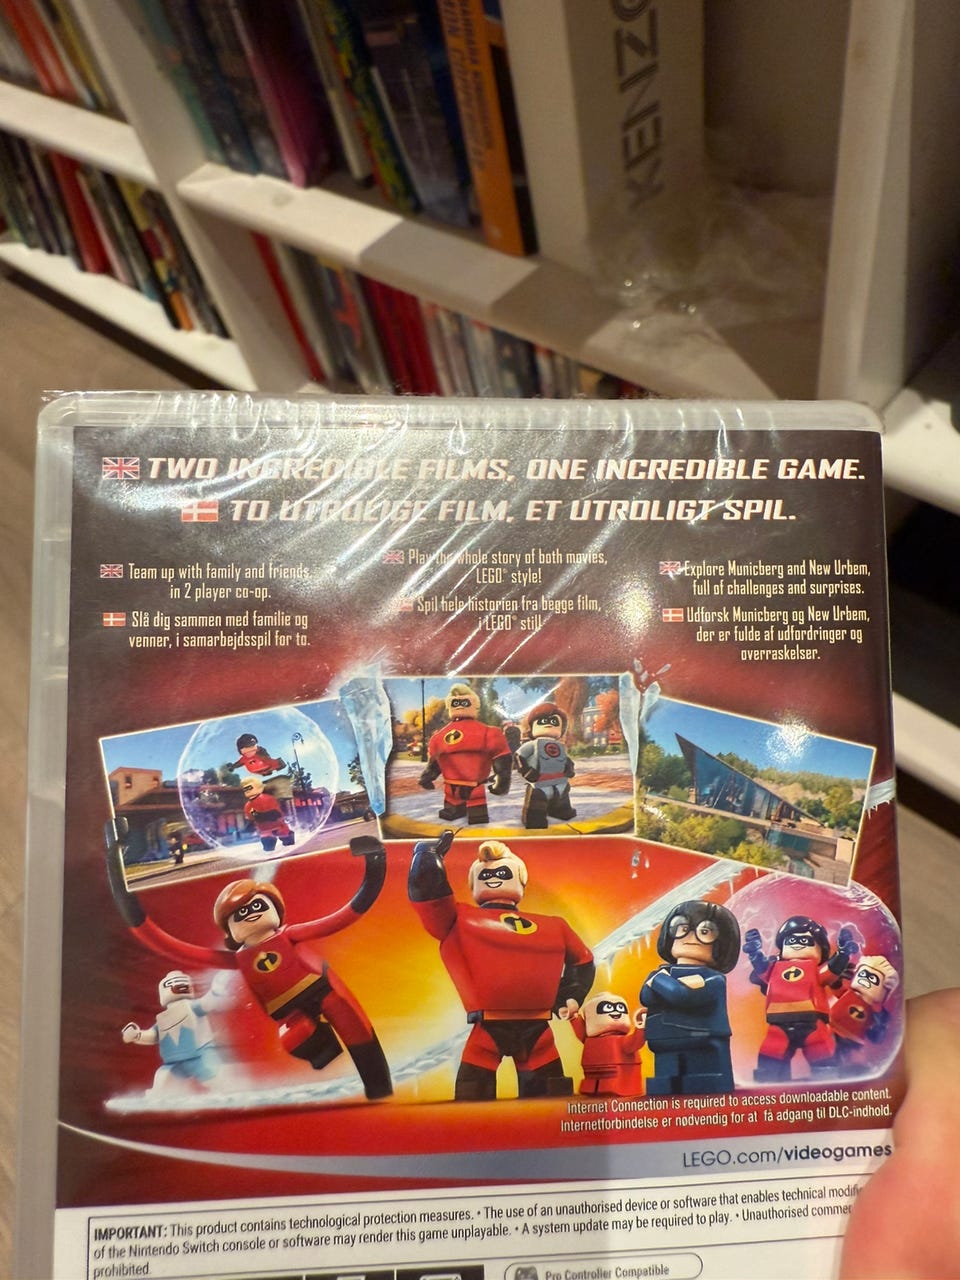 KENZO
TWO INCREDIBLE FILMS, ONE INCREDIBLE GAME.
TO UTROLIGE FILM, ET UTROLIGT SPIL.
Team up with family and friends,
in 2 player co-op.
Slå dig sammen med familie og
venner, i samarbejdsspil for to.
Play the whole story of both movies,
LEGO® style!
Spil hele historien fra begge film,
i LEGO® stil!
Explore Municberg and New Urbem,
full of challenges and surprises.
Udforsk Municberg og New Urbem,
der er fulde af udfordringer og
overraskelser.
Internet Connection is required to access downloadable content.
Internetforbindelse er nødvendig for at få adgang til DLC-indhold.
LEGO.com/videogames
IMPORTANT: This product contains technological protection measures. • The use of an unauthorised device or software that enables technical
of the Nintendo Switch console or software may render this game unplayable. • A system update may be required to play. • Unauthorised
prohibited.
Pro Controller Compatible